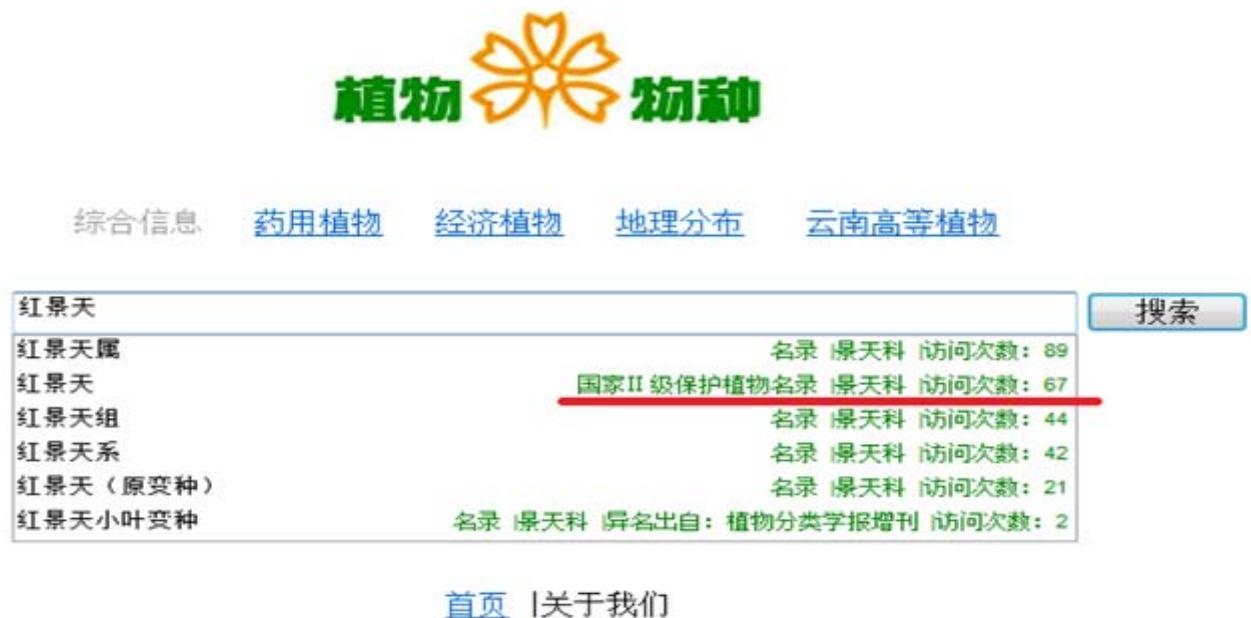 植物 物种
综合信息 药用植物 经济植物 地理分布 云南高等植物
红景天 搜索
红景天属 名录 |景天科 |访问次数: 89
红景天 国家II 级保护植物名录 |景天科 |访问次数: 67
红景天组 名录 |景天科 |访问次数: 44
红景天系 名录 |景天科 |访问次数: 42
红景天（原变种） 名录 |景天科 |访问次数: 21
红景天小叶变种 名录 |景天科 |异名出自: 植物分类学报增刊 |访问次数: 2
首页 |关于我们